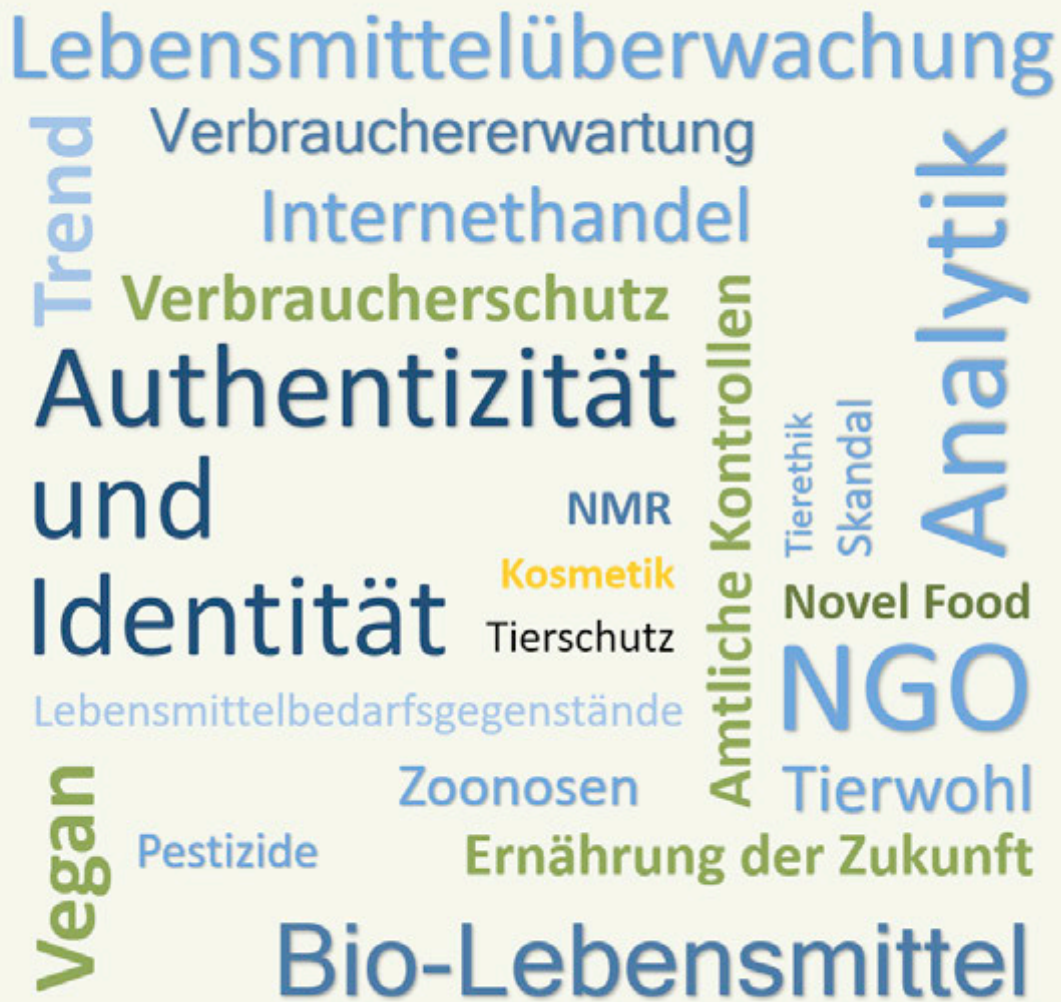 Lebensmittelüberwachung
Trend
Verbrauchererwartung
Internethandel
Analytik
Verbraucherschutz
Authentizität
und
Identität
NMR
Kosmetik
Tierschutz
Amtliche Kontrollen
Tierethik
Skandal
Novel Food
NGO
Lebensmittelbedarfsgegenstände
Vegan
Zoonosen
Tierwohl
Pestizide
Ernährung der Zukunft
Bio-Lebensmittel